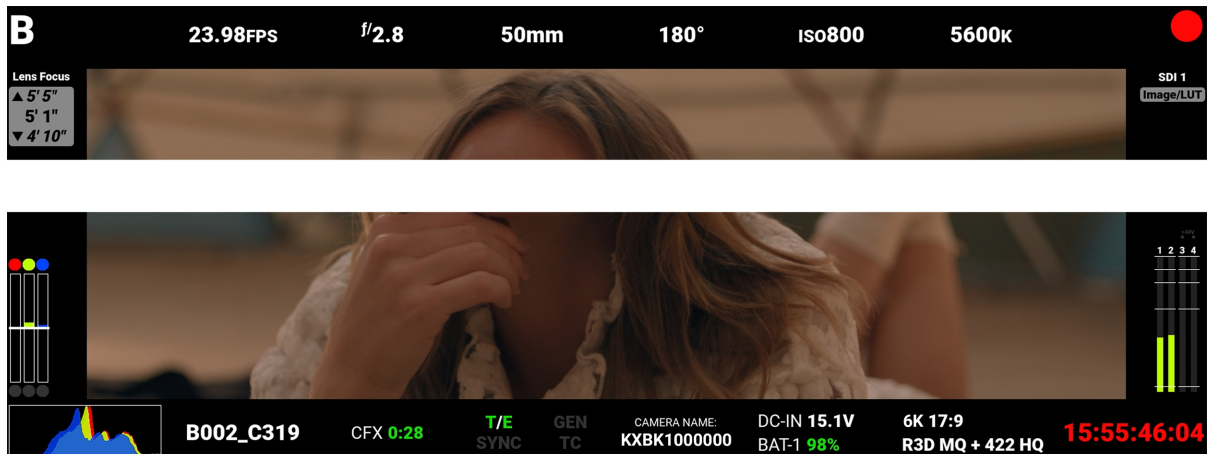 B
23.98FPS f/2.8 50mm 180° ISO800 5600K
Lens Focus
▲ 5' 5"
5' 1"
▼ 4' 10"
SDI 1
Image/LUT
+48V
1 2 3 4
B002_C319
CFX 0:28
T/E
SYNC
GEN
TC
CAMERA NAME:
KXBK1000000
DC-IN 15.1V
BAT-1 98%
6K 17:9
R3D MQ + 422 HQ
15:55:46:04